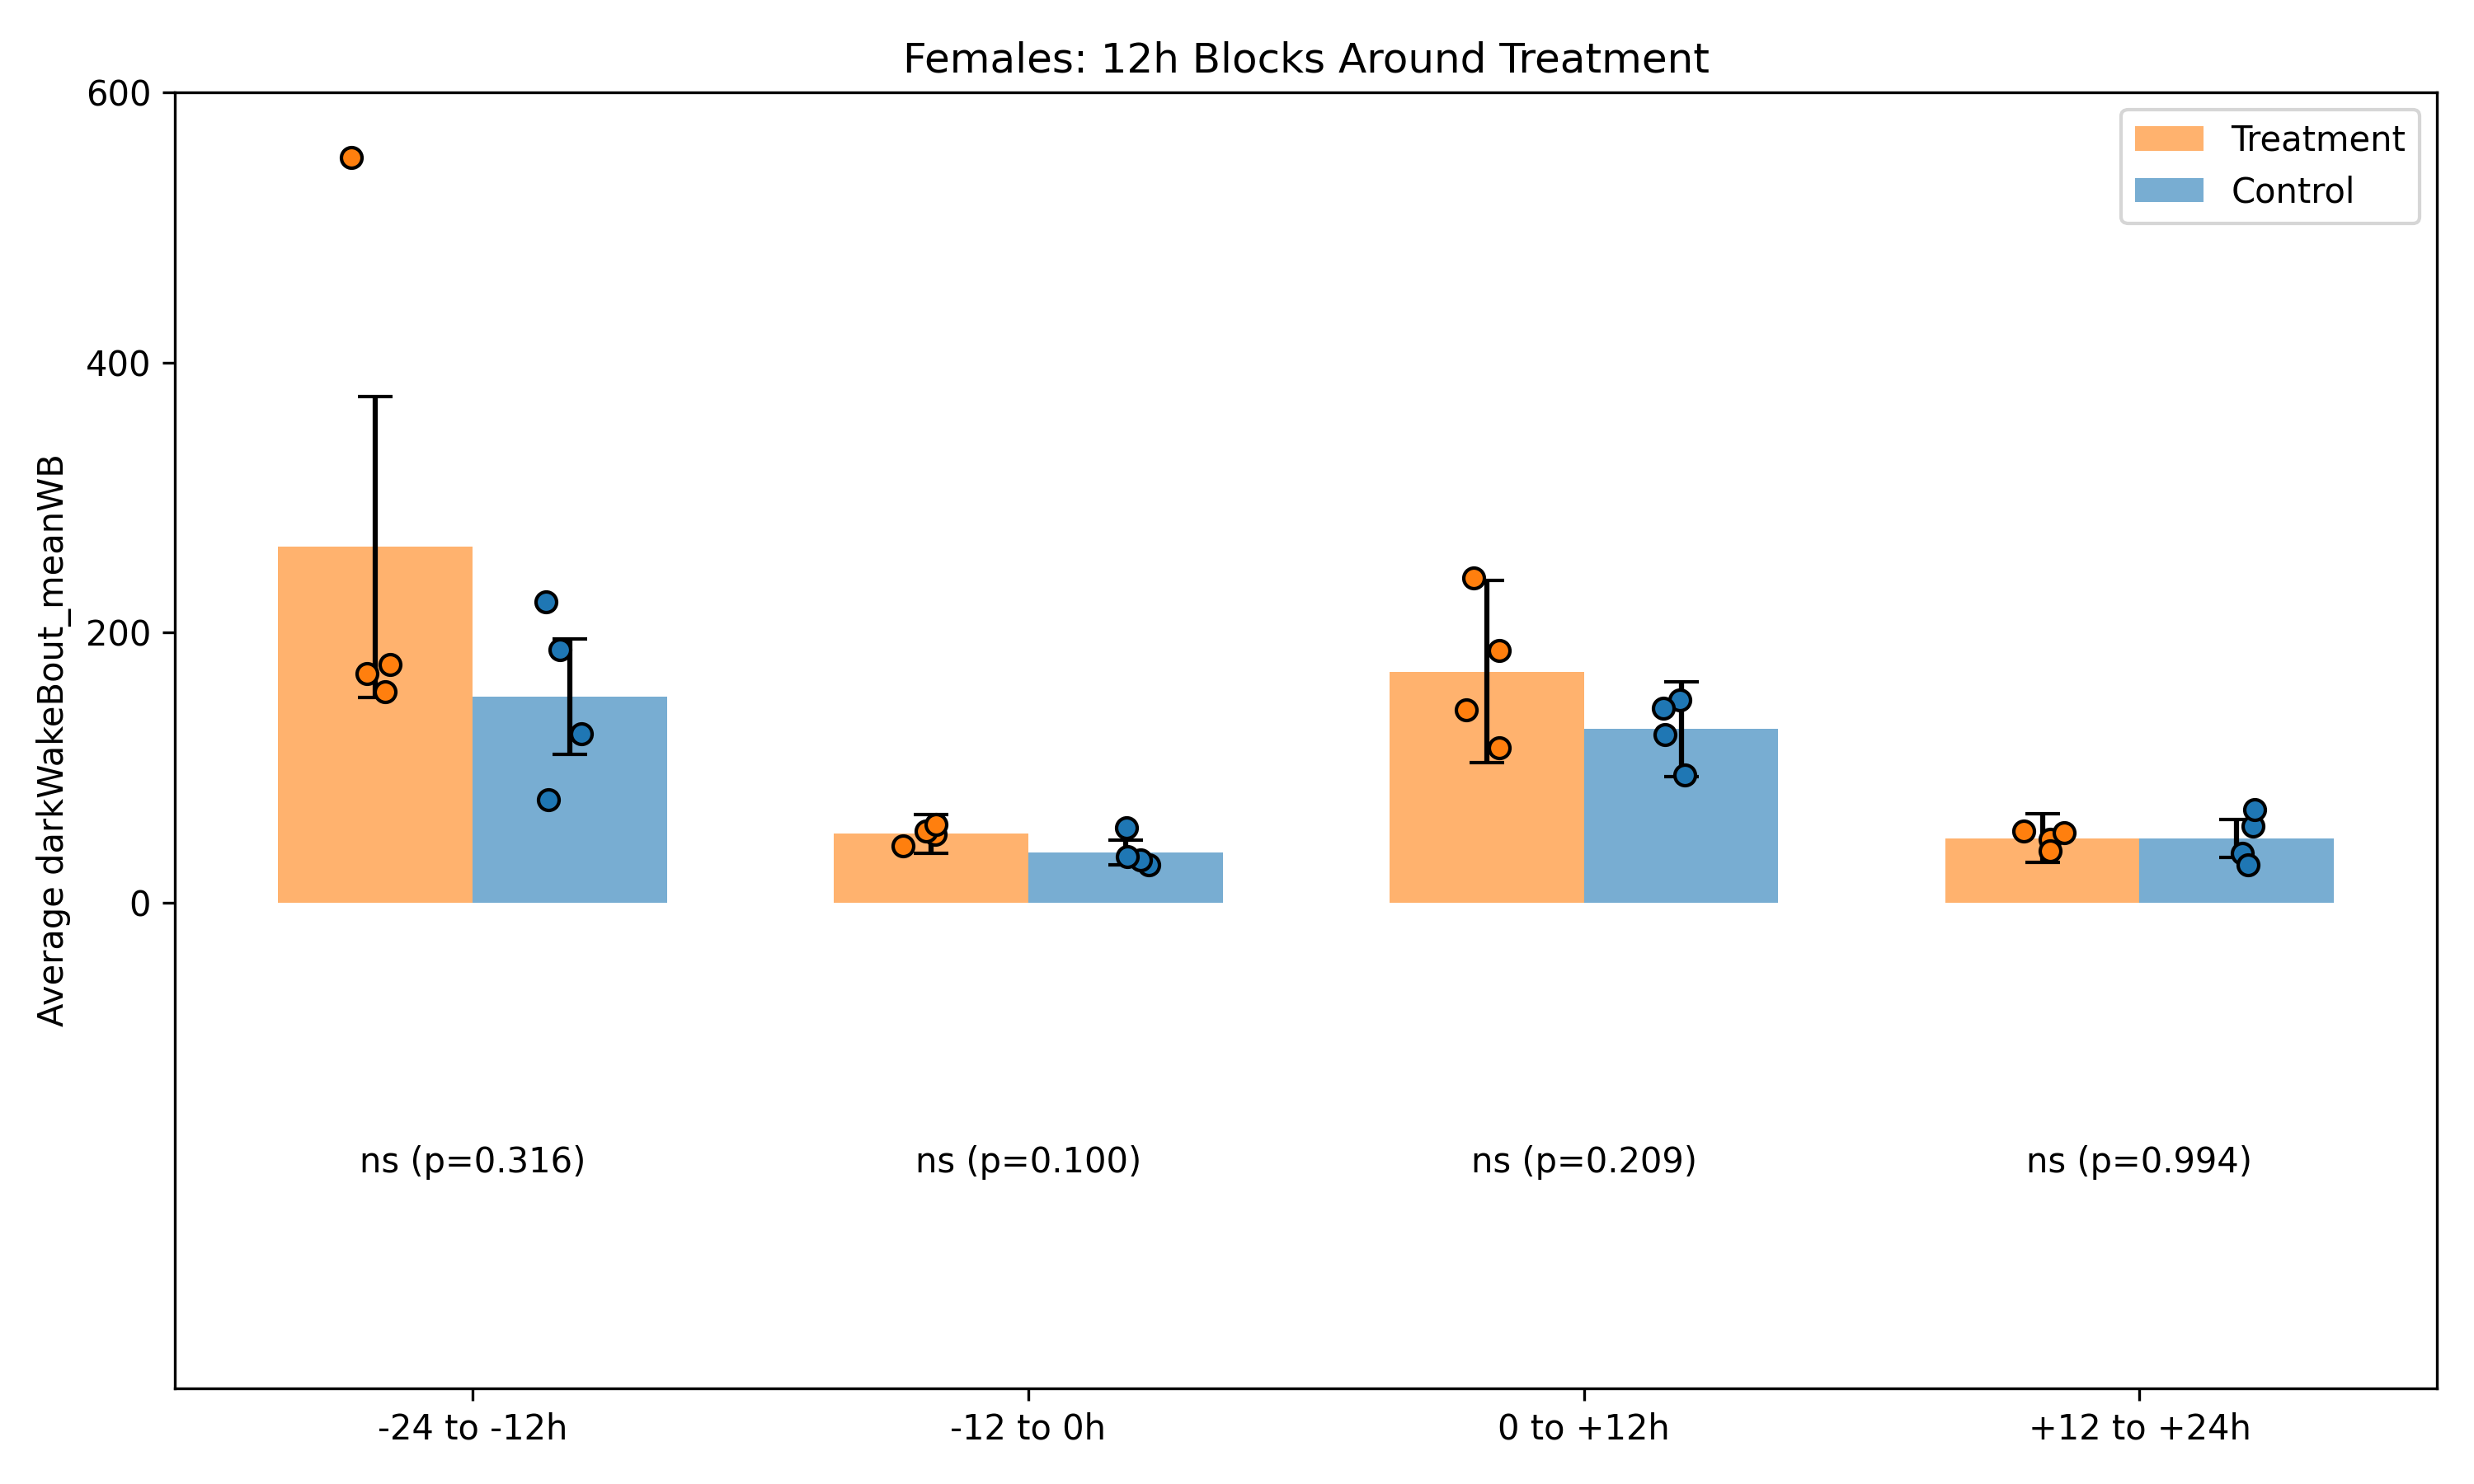 Females: 12h Blocks Around Treatment
Treatment
Control
Average darkWakeBout_meanWB
600
400
200
0
ns (p=0.316)
ns (p=0.100)
ns (p=0.209)
ns (p=0.994)
-24 to -12h
-12 to 0h
0 to +12h
+12 to +24h